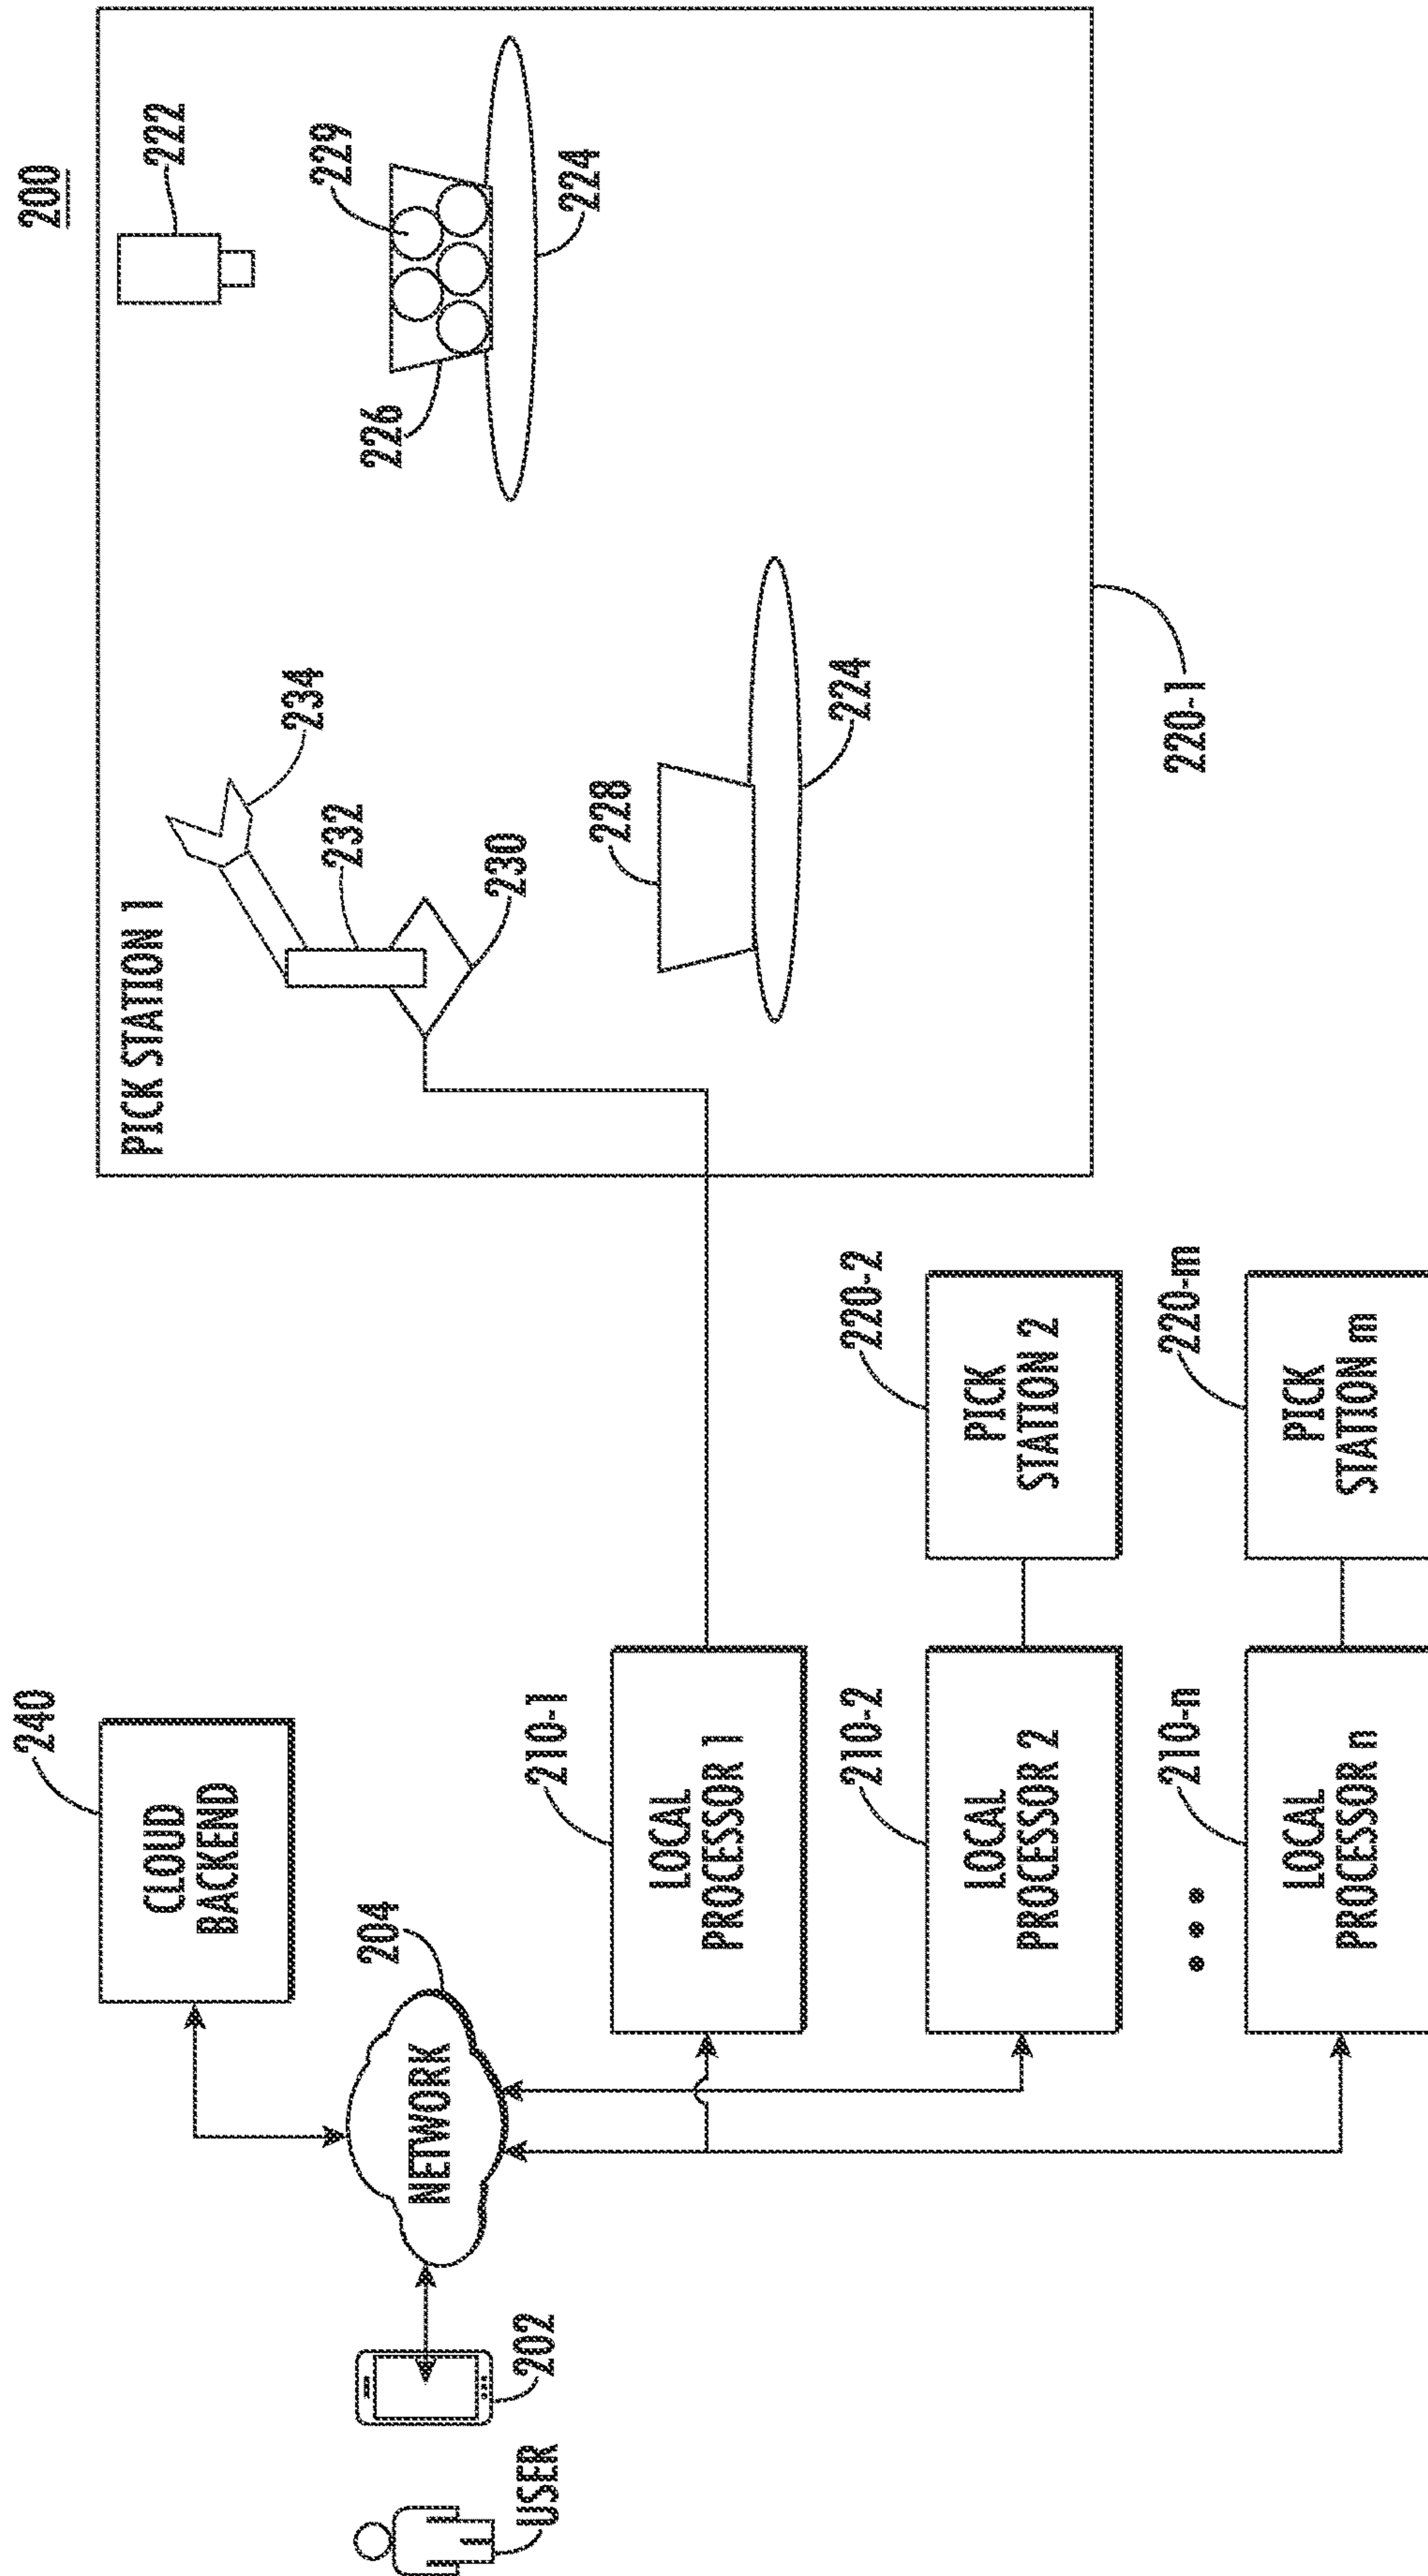 200
PICK STATION 1
222
234
229
232
226
230
224
228
224
220-1
240
CLOUD
BACKEND
204
NETWORK
USER
202
210-1
LOCAL
PROCESSOR 1
210-2
LOCAL
PROCESSOR 2
220-2
PICK
STATION 2
210-n
LOCAL
PROCESSOR n
220-m
PICK
STATION m